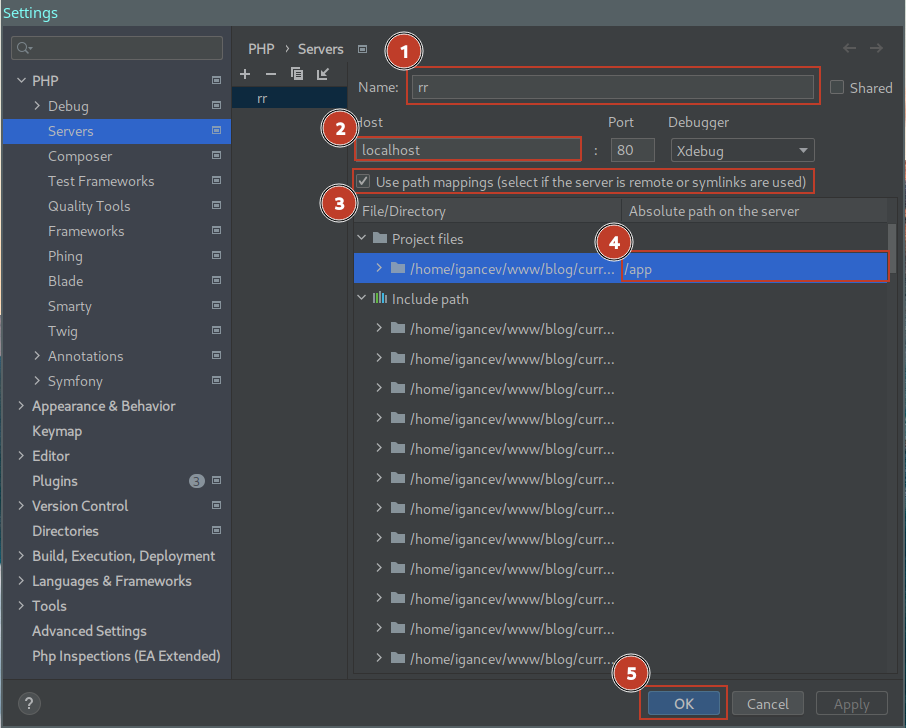 Settings
PHP
Debug
Servers
Composer
Test Frameworks
Quality Tools
Frameworks
Phing
Blade
Smarty
Twig
Annotations
Symfony
Appearance & Behavior
Keymap
Editor
Plugins 3
Version Control
Directories
Build, Execution, Deployment
Languages & Frameworks
Tools
Advanced Settings
Php Inspections (EA Extended)
?
PHP › Servers
1
rr
Name: rr Shared
2
Host Port Debugger
localhost : 80 Xdebug
Use path mappings (select if the server is remote or symlinks are used)
3
File/Directory Absolute path on the server
4
Project files
/home/igancev/www/blog/curr... /app
Include path
/home/igancev/www/blog/curr...
/home/igancev/www/blog/curr...
/home/igancev/www/blog/curr...
/home/igancev/www/blog/curr...
/home/igancev/www/blog/curr...
/home/igancev/www/blog/curr...
/home/igancev/www/blog/curr...
/home/igancev/www/blog/curr...
/home/igancev/www/blog/curr...
/home/igancev/www/blog/curr...
/home/igancev/www/blog/curr...
/home/igancev/www/blog/curr...
5
OK Cancel Apply